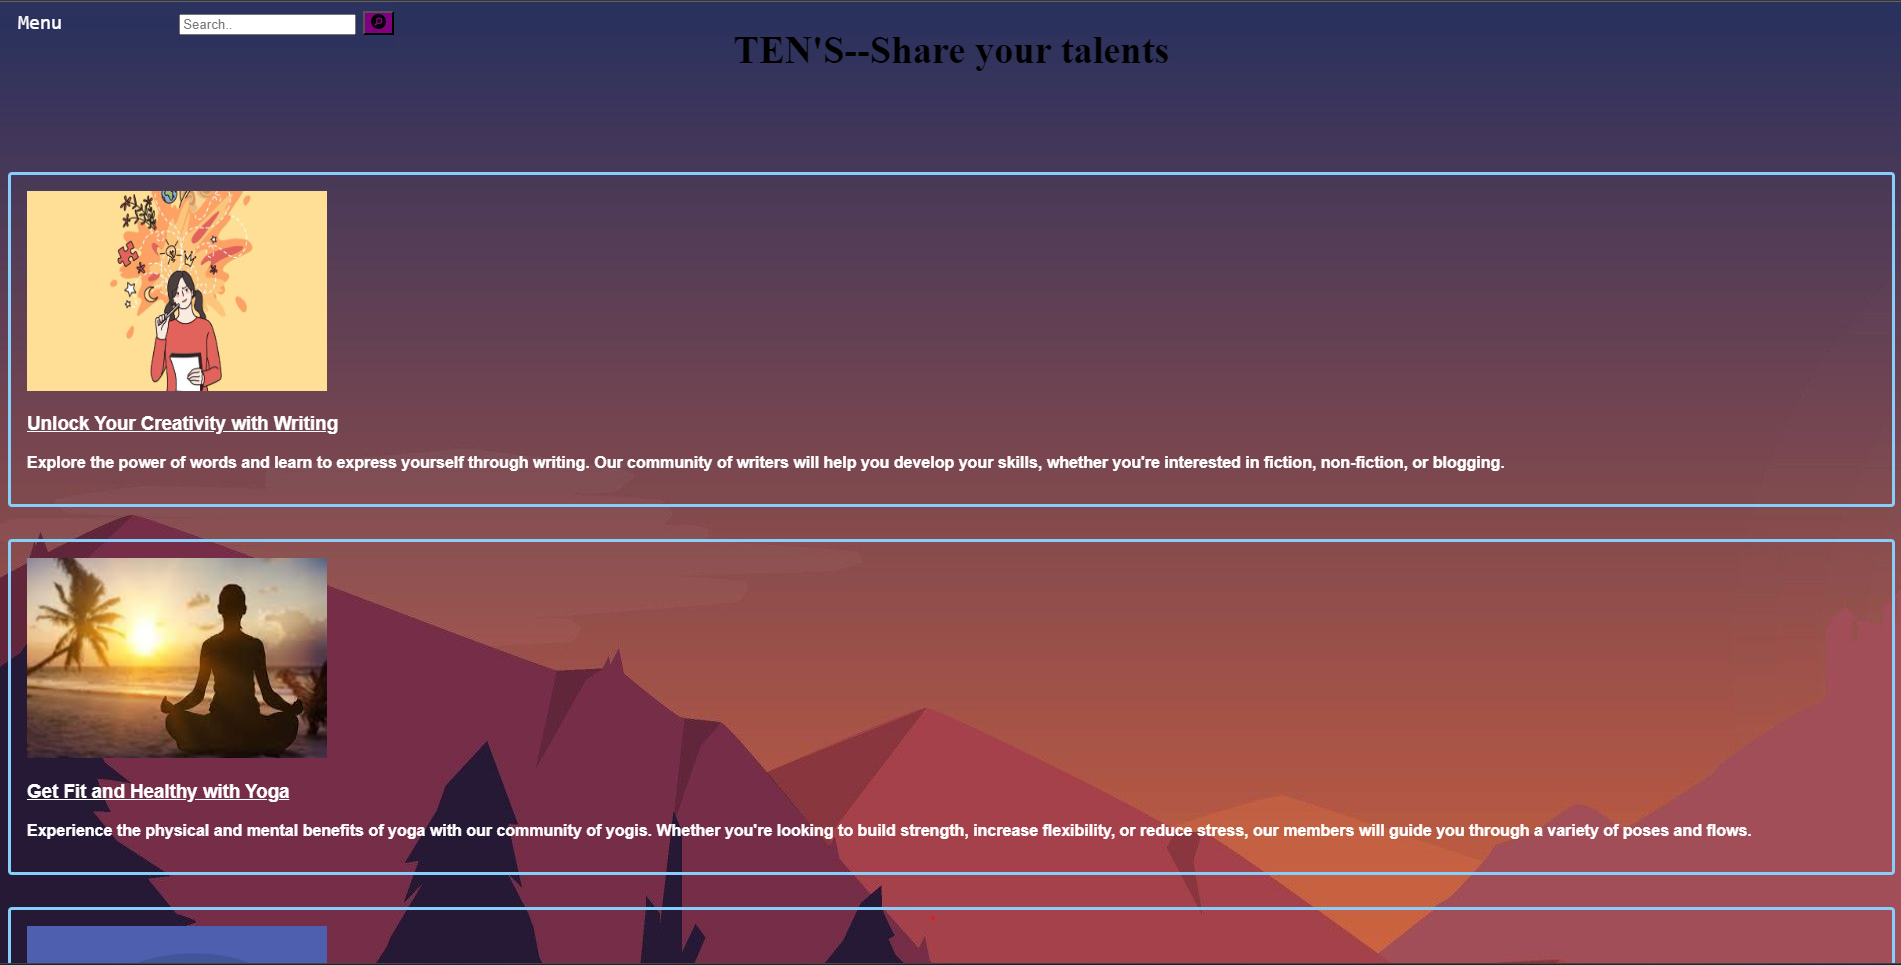 Menu
Search..
TEN'S--Share your talents
Unlock Your Creativity with Writing
Explore the power of words and learn to express yourself through writing. Our community of writers will help you develop your skills, whether you're interested in fiction, non-fiction, or blogging.
Get Fit and Healthy with Yoga
Experience the physical and mental benefits of yoga with our community of yogis. Whether you're looking to build strength, increase flexibility, or reduce stress, our members will guide you through a variety of poses and flows.